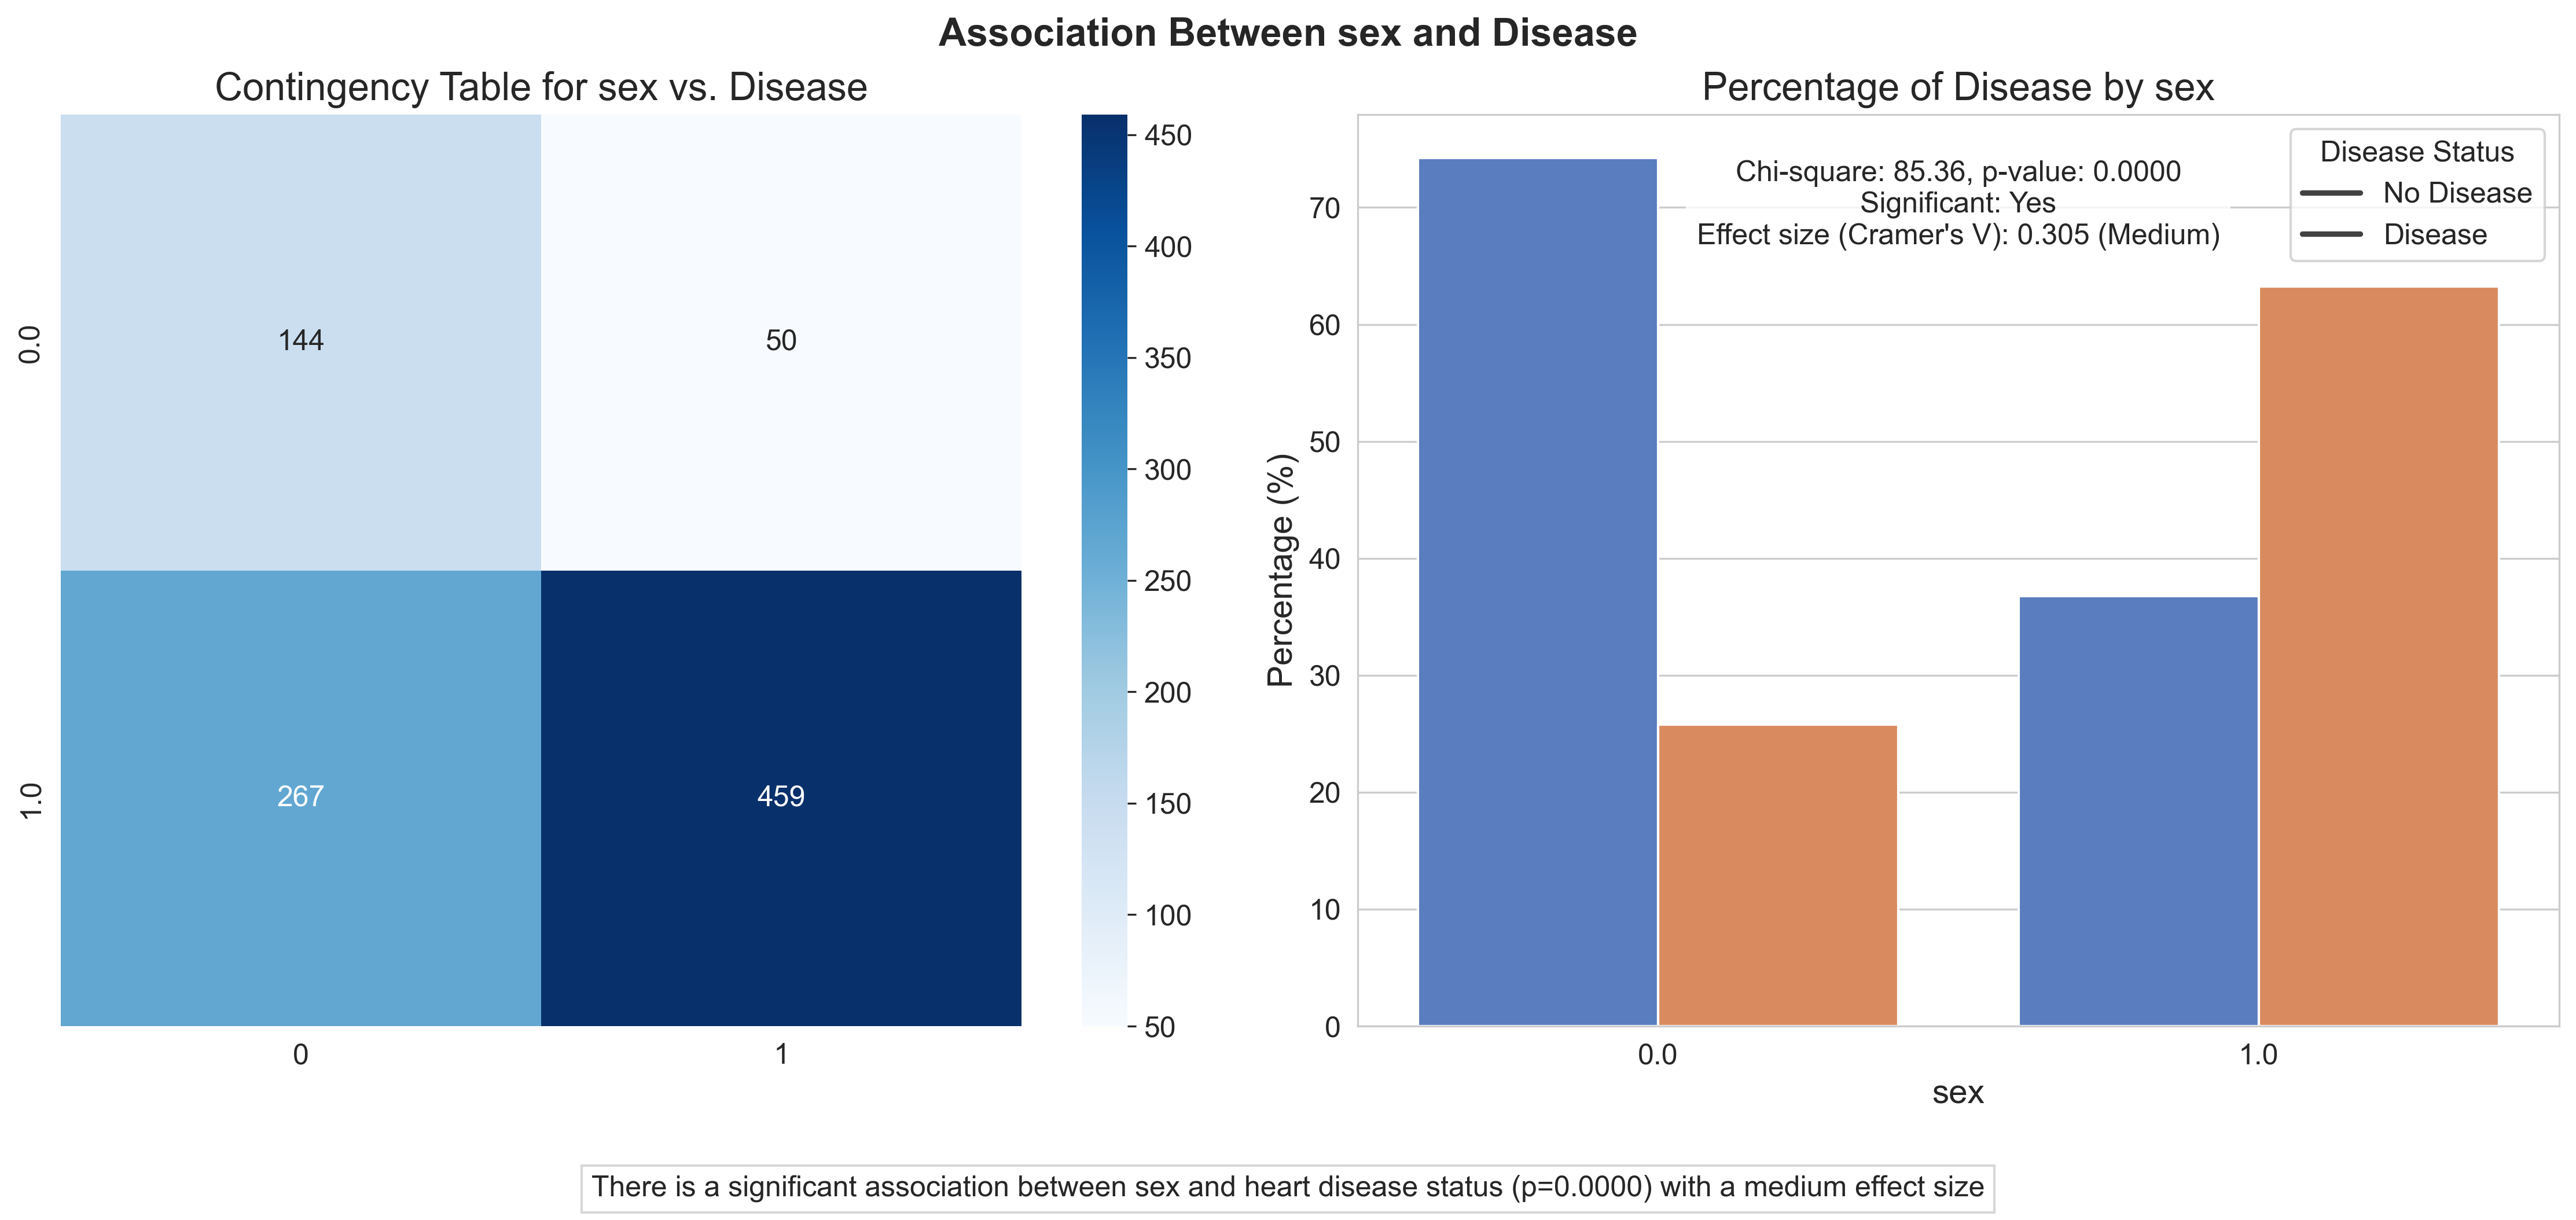 Association Between sex and Disease
Contingency Table for sex vs. Disease
0.0
144
50
1.0
267
459
0
1
450
400
350
300
250
200
150
100
50
Percentage of Disease by sex
Chi-square: 85.36, p-value: 0.0000
Significant: Yes
Effect size (Cramer's V): 0.305 (Medium)
Disease Status
No Disease
Disease
Percentage (%)
70
60
50
40
30
20
10
0
0.0
1.0
sex
There is a significant association between sex and heart disease status (p=0.0000) with a medium effect size